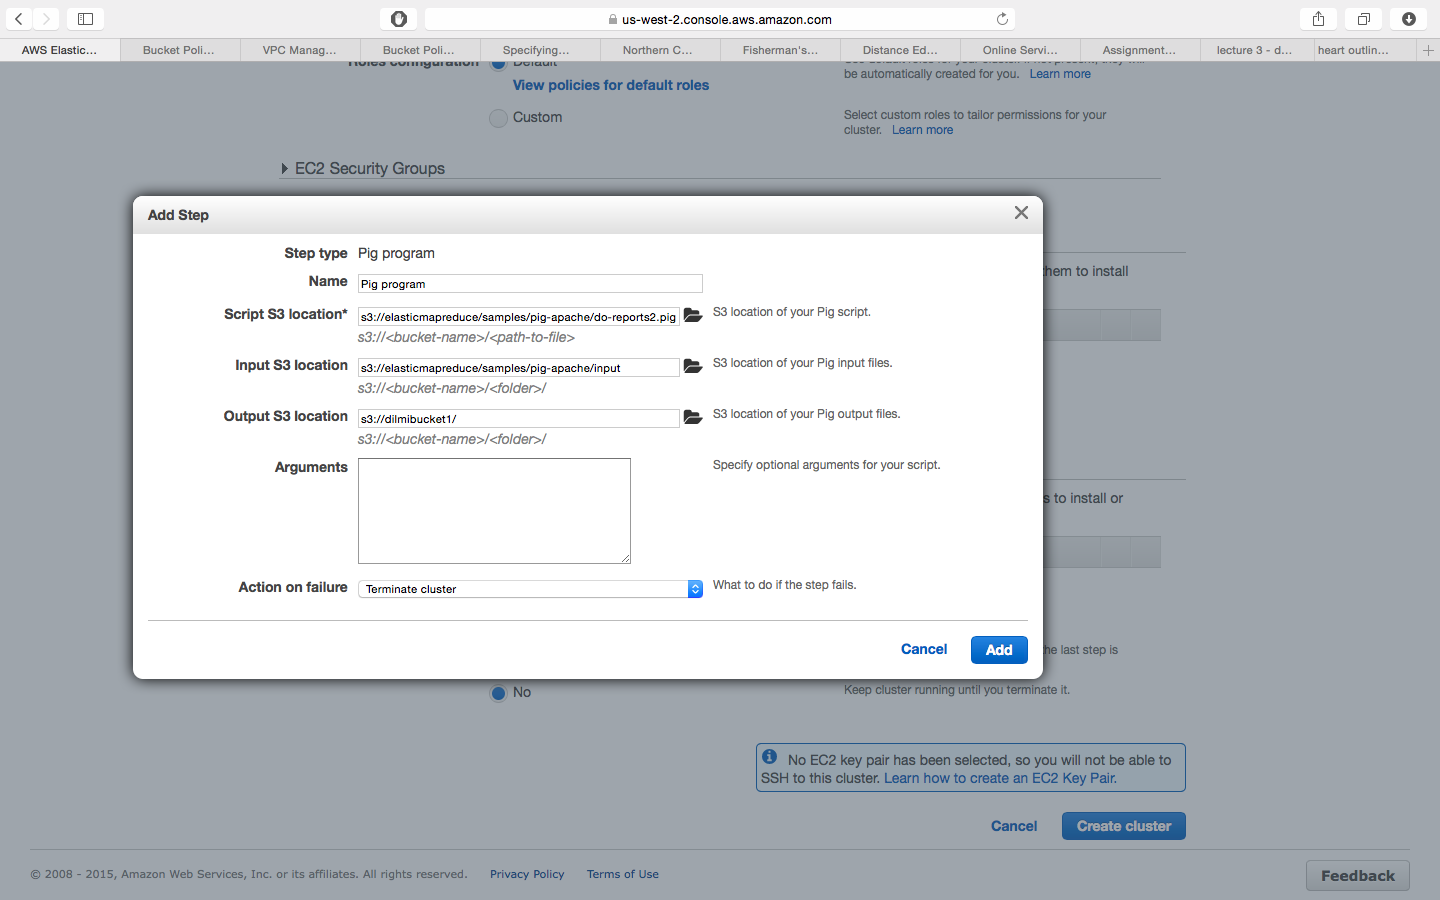 us-west-2.console.aws.amazon.com
AWS Elastic...
Bucket Poli...
VPC Manag...
Bucket Poli...
Specifying...
Northern C...
Fisherman's...
Distance Ed...
Online Servi...
Assignment...
lecture 3 - d...
heart outlin...
Roles configuration
Default
be automatically created for you. Learn more
View policies for default roles
Custom
Select custom roles to tailor permissions for your
cluster. Learn more
EC2 Security Groups
Add Step
Step type Pig program
Name Pig program
hem to install
Script S3 location* s3://elasticmapreduce/samples/pig-apache/do-reports2.pig S3 location of your Pig script.
s3://<bucket-name>/<path-to-file>
Input S3 location s3://elasticmapreduce/samples/pig-apache/input S3 location of your Pig input files.
s3://<bucket-name>/<folder>/
Output S3 location s3://dilmibucket1/ S3 location of your Pig output files.
s3://<bucket-name>/<folder>/
Arguments Specify optional arguments for your script.
s to install or
Action on failure Terminate cluster What to do if the step fails.
Cancel Add
he last step is
No
Keep cluster running until you terminate it.
No EC2 key pair has been selected, so you will not be able to
SSH to this cluster. Learn how to create an EC2 Key Pair.
Cancel Create cluster
© 2008 - 2015, Amazon Web Services, Inc. or its affiliates. All rights reserved. Privacy Policy Terms of Use
Feedback